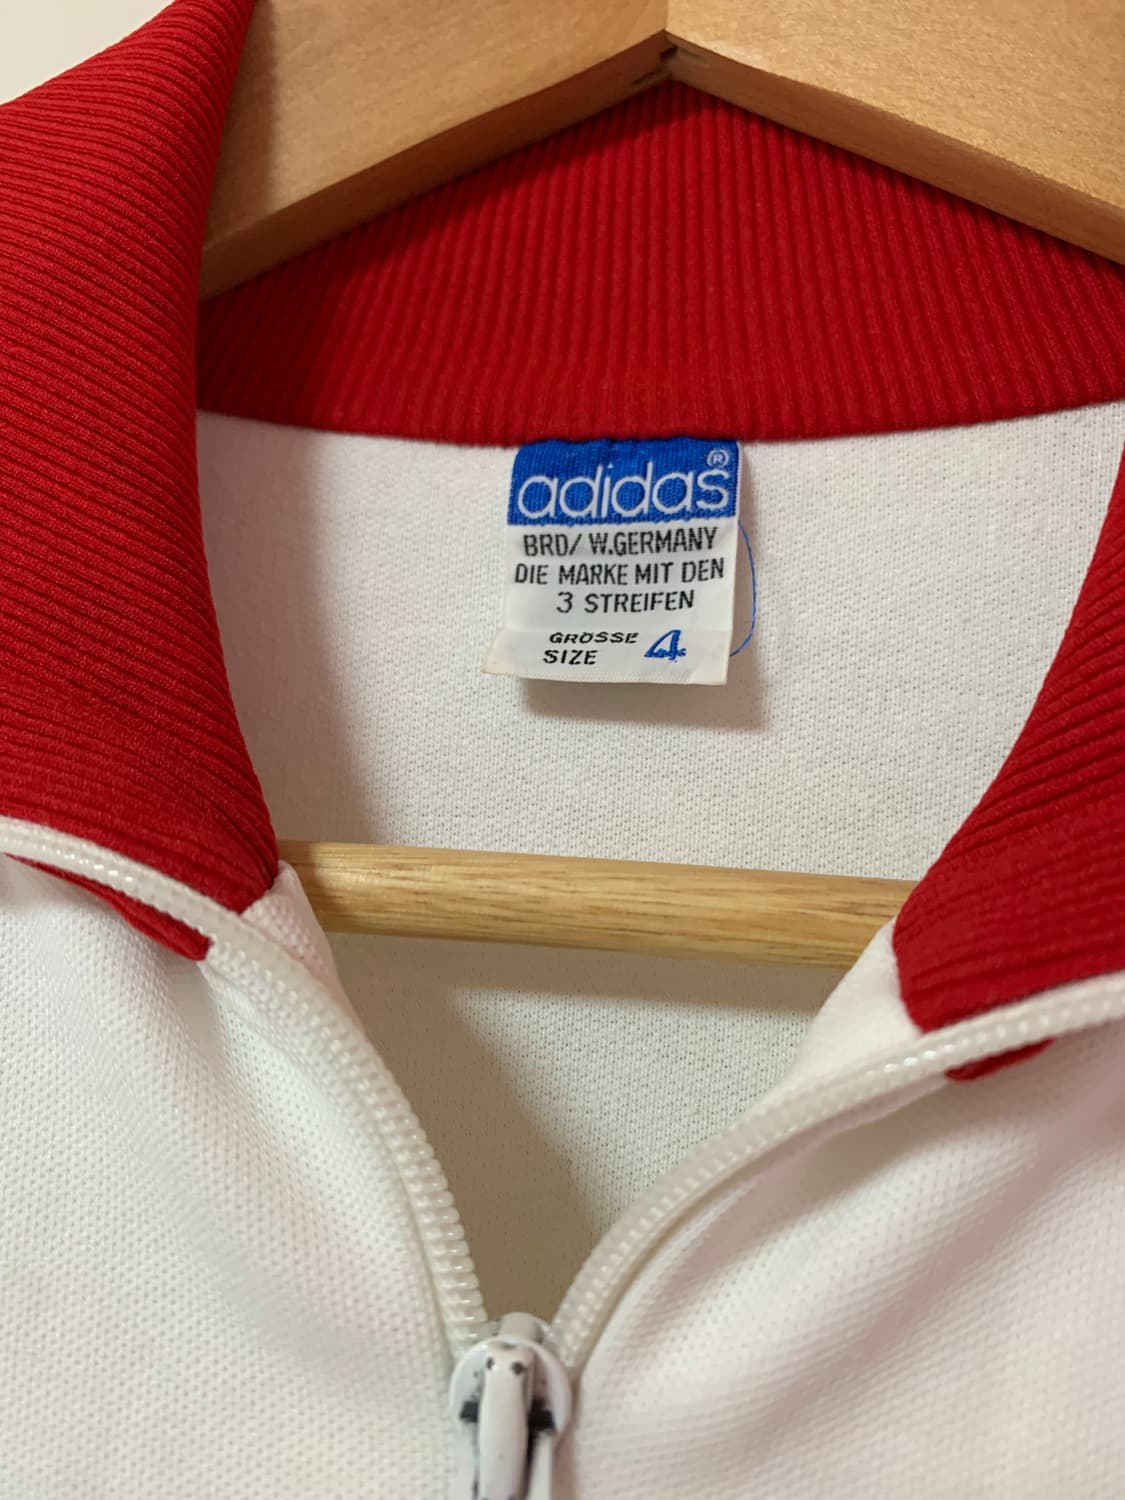 adidas®
BRD/ W.GERMANY
DIE MARKE MIT DEN
3 STREIFEN
GRÖSSE
SIZE 4